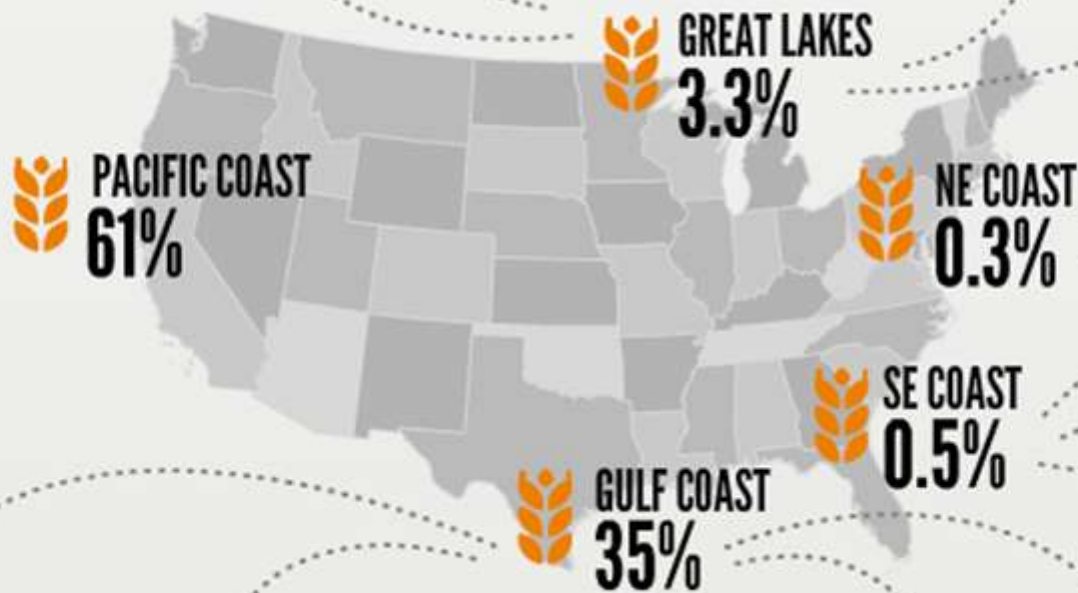 GREAT LAKES
3.3%
PACIFIC COAST
61%
NE COAST
0.3%
SE COAST
0.5%
GULF COAST
35%